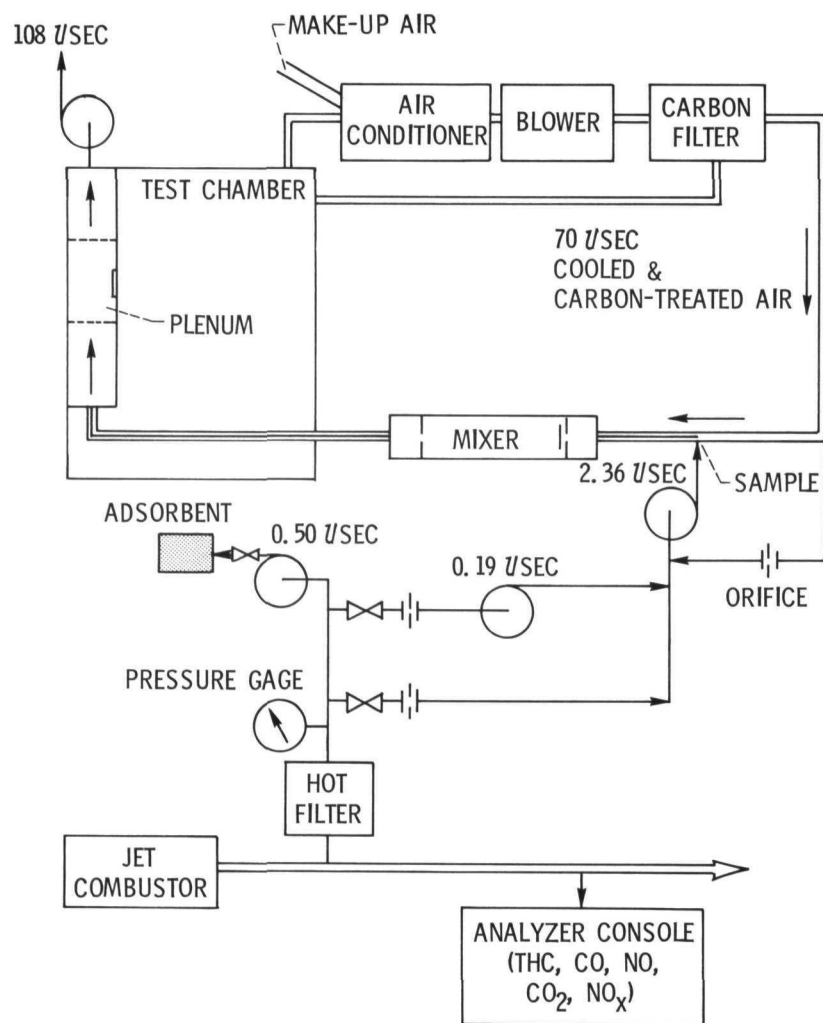 108 l/SEC
MAKE-UP AIR
AIR
CONDITIONER
BLOWER
CARBON
FILTER
TEST CHAMBER
70 l/SEC
COOLED &
CARBON-TREATED AIR
PLENUM
MIXER
2.36 l/SEC
SAMPLE
ADSORBENT
0.50 l/SEC
0.19 l/SEC
ORIFICE
PRESSURE GAGE
HOT
FILTER
JET
COMBUSTOR
ANALYZER CONSOLE
(THC, CO, NO,
CO₂, NOₓ)